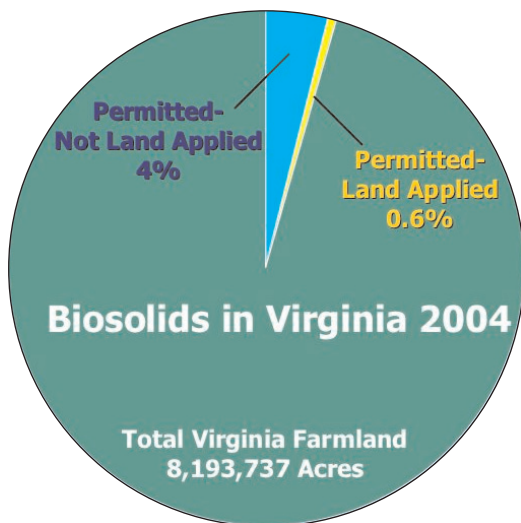 Permitted-
Not Land Applied
4%
Permitted-
Land Applied
0.6%
Biosolids in Virginia 2004
Total Virginia Farmland
8,193,737 Acres